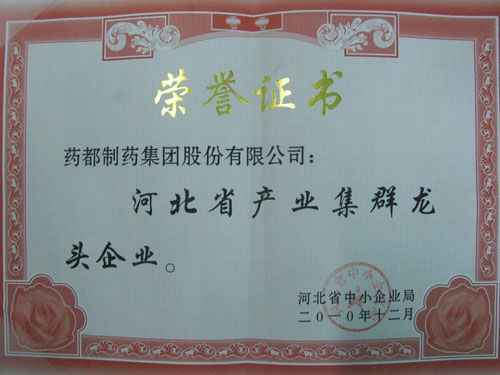 荣誉证书
药都制药集团股份有限公司：
河北省产业集群龙
头企业。
河北省中小企业局
二〇一〇年十二月